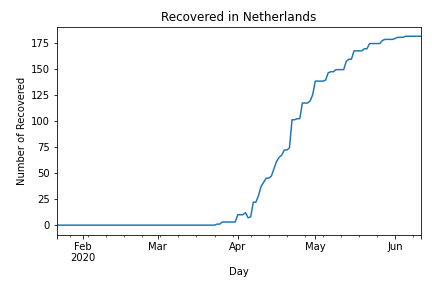 Recovered in Netherlands
Number of Recovered
175
150
125
100
75
50
25
0
Feb
2020
Mar
Apr
May
Jun
Day